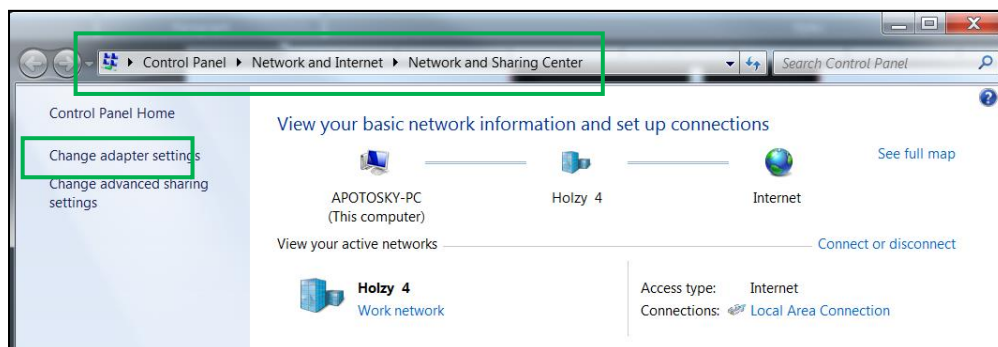 Control Panel ▸ Network and Internet ▸ Network and Sharing Center
Search Control Panel
Control Panel Home
Change adapter settings
Change advanced sharing
settings
View your basic network information and set up connections
See full map
APOTOSKY-PC
(This computer)
Holzy 4
Internet
View your active networks
Connect or disconnect
Holzy 4
Work network
Access type: Internet
Connections: Local Area Connection